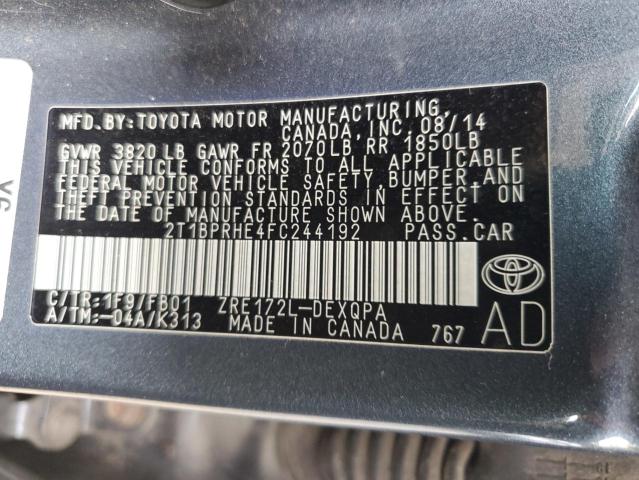 MFD.BY:TOYOTA MOTOR MANUFACTURING,
CANADA, INC. 08/14
GVWR 3820 LB GAWR FR 2070LB, RR 1850LB
THIS VEHICLE CONFORMS TO ALL APPLICABLE
FEDERAL MOTOR VEHICLE SAFETY, BUMPER, AND
THEFT PREVENTION STANDARDS IN EFFECT ON
THE DATE OF MANUFACTURE SHOWN ABOVE.
2T1BPRHE4FC244192 PASS.CAR
C/TR:1F9/FB01 ZRE172L-DEXQPA
A/TM:-04A/K313 MADE IN CANADA 767
AD